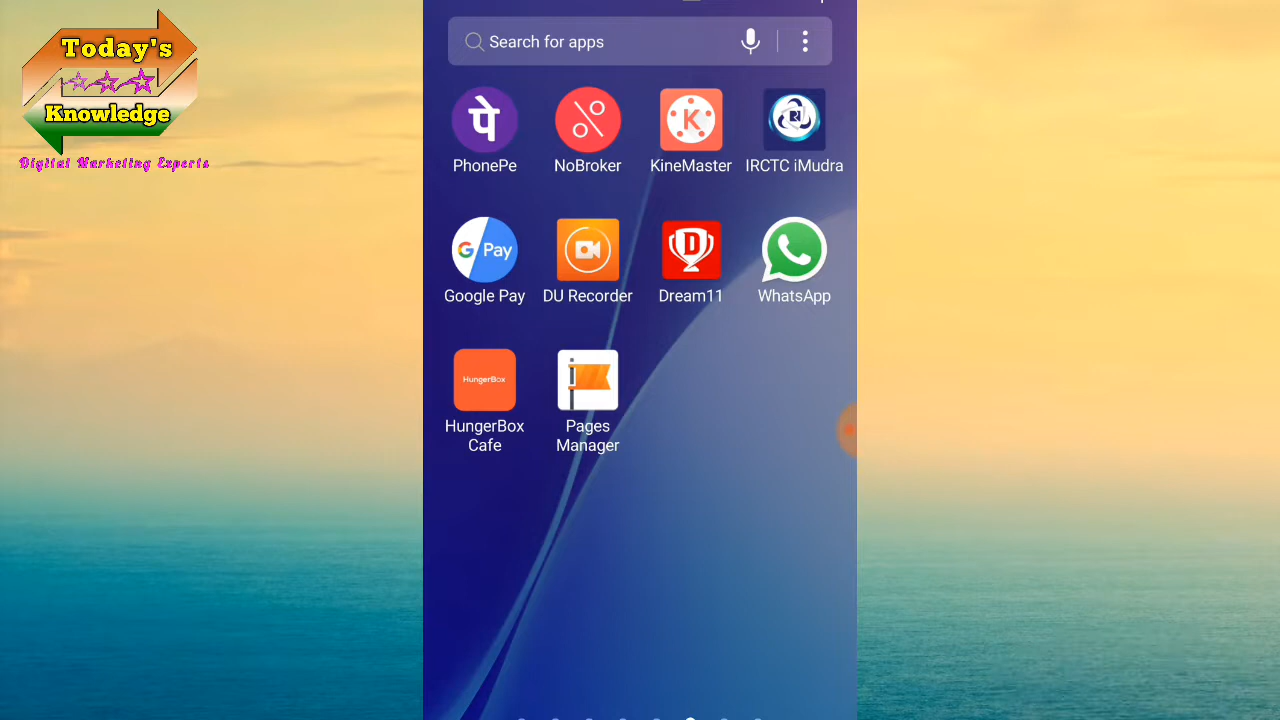 Today's
Knowledge
Digital Marketing Experts
Search for apps
पे
PhonePe
NoBroker
K
KineMaster
IRCTC iMudra
G Pay
Google Pay
DU Recorder
D
Dream11
WhatsApp
HungerBox
HungerBox
Cafe
Pages
Manager